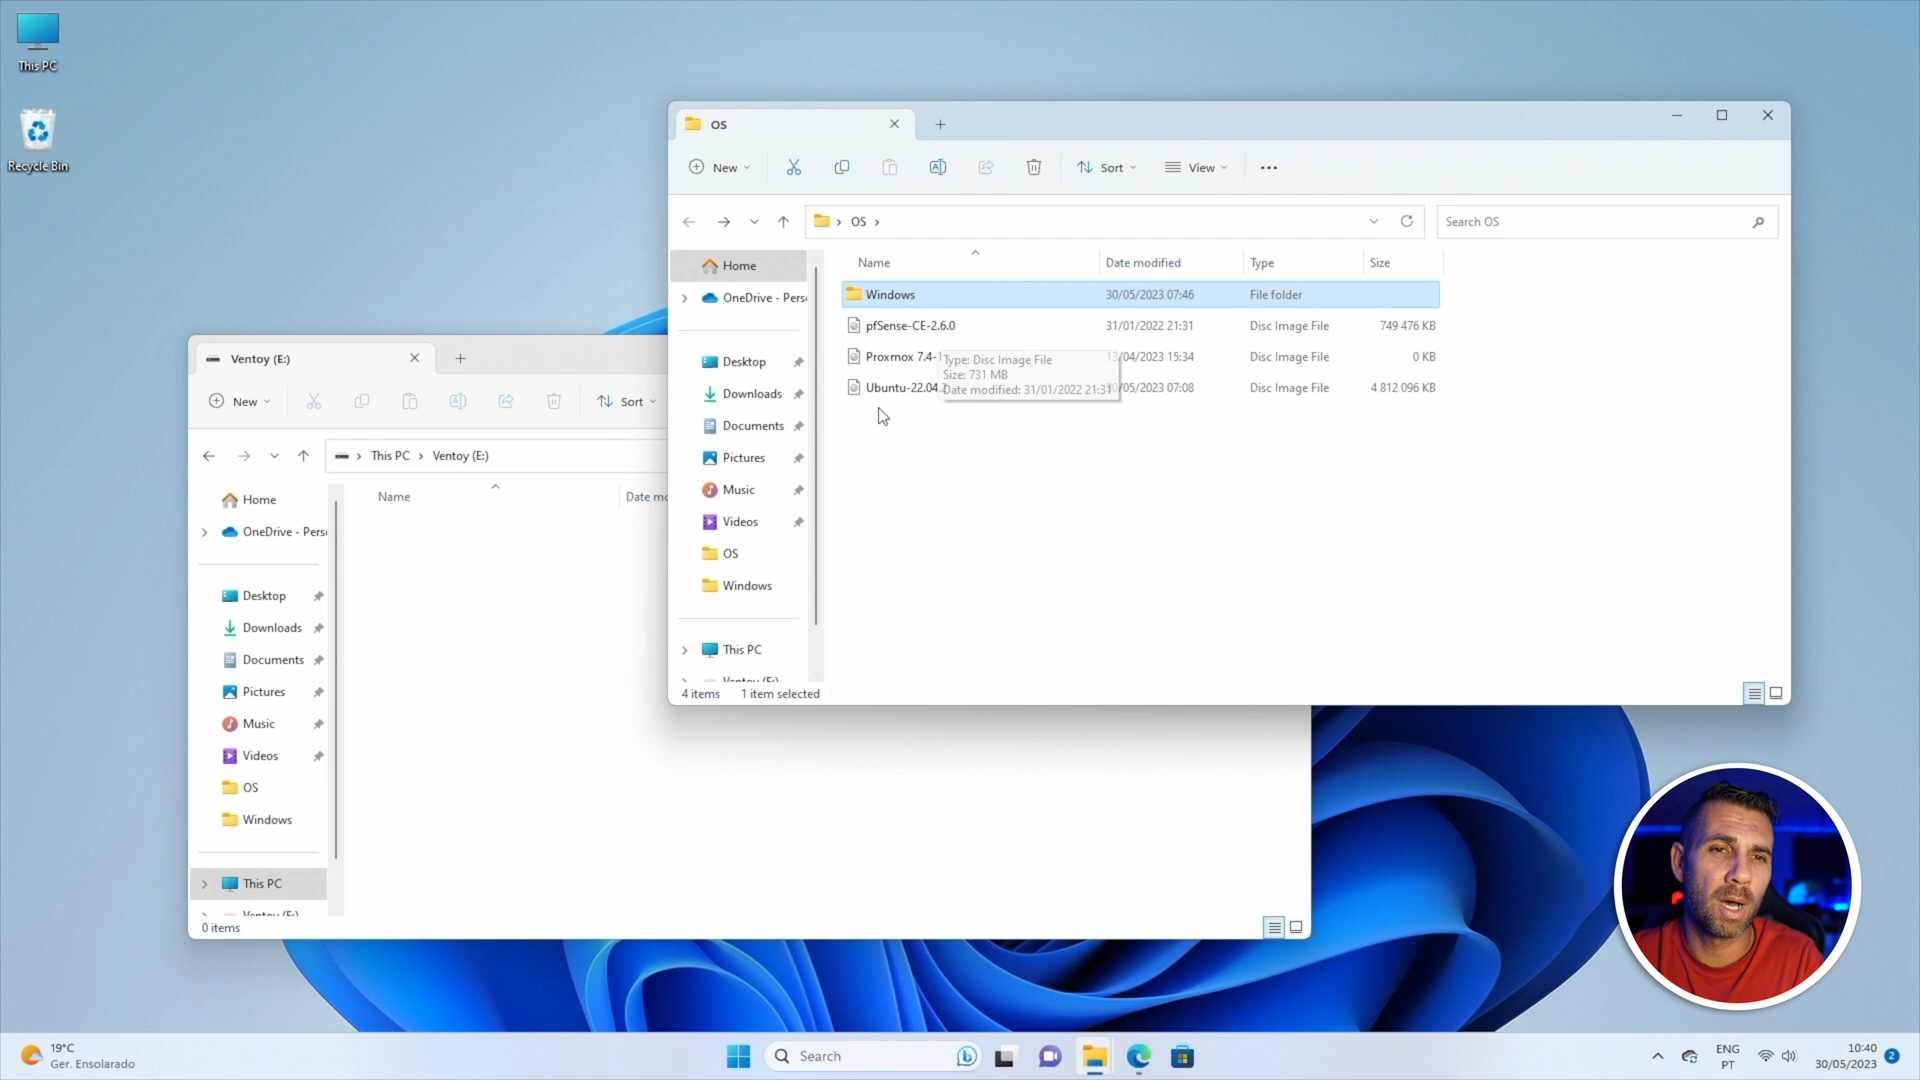 This PC
Recycle Bin
OS
New
Sort
View
OS
Search OS
Home
OneDrive - Pers
Desktop
Downloads
Documents
Pictures
Music
Videos
OS
Windows
This PC
Name
Date modified
Type
Size
Windows
30/05/2023 07:46
File folder
pfSense-CE-2.6.0
31/01/2022 21:31
Disc Image File
749 476 KB
Proxmox 7.4-1
13/04/2023 15:34
Disc Image File
0 KB
Ubuntu-22.04.2
30/05/2023 07:08
Disc Image File
4 812 096 KB
Type: Disc Image File
Size: 731 MB
Date modified: 31/01/2022 21:31
4 items
1 item selected
Ventoy (E:)
New
Sort
This PC
Ventoy (E:)
Name
Date mo
Home
OneDrive - Pers
Desktop
Downloads
Documents
Pictures
Music
Videos
OS
Windows
This PC
0 items
19°C
Ger. Ensolarado
Search
ENG
PT
10:40
30/05/2023
2